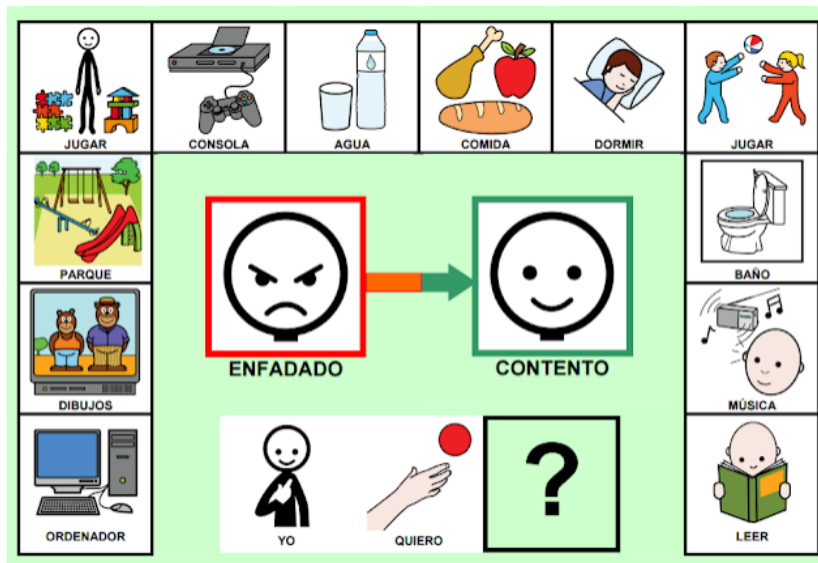 JUGAR
CONSOLA
AGUA
COMIDA
DORMIR
JUGAR
PARQUE
BAÑO
ENFADADO
CONTENTO
DIBUJOS
MÚSICA
?
ORDENADOR
YO
QUIERO
LEER